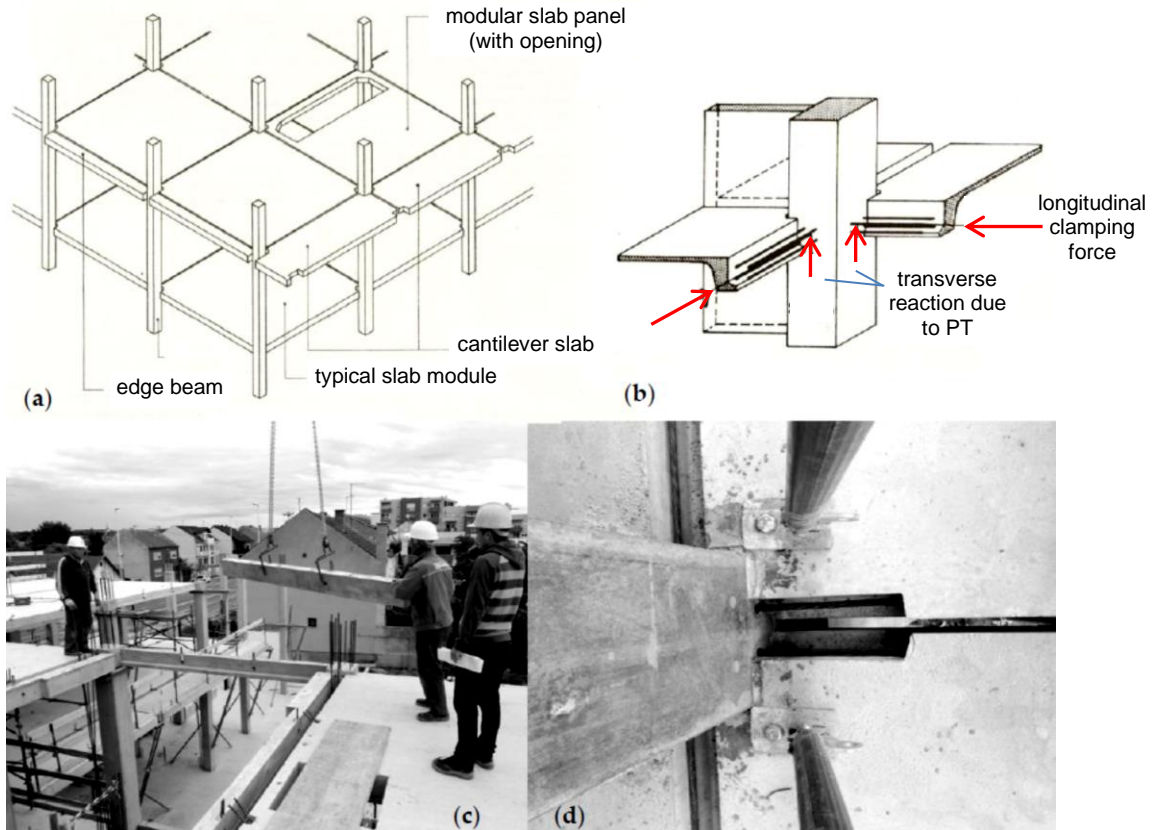 modular slab panel
(with opening)
edge beam
typical slab module
cantilever slab
(a)
longitudinal
clamping
force
transverse
reaction due
to PT
(b)
(c)
(d)